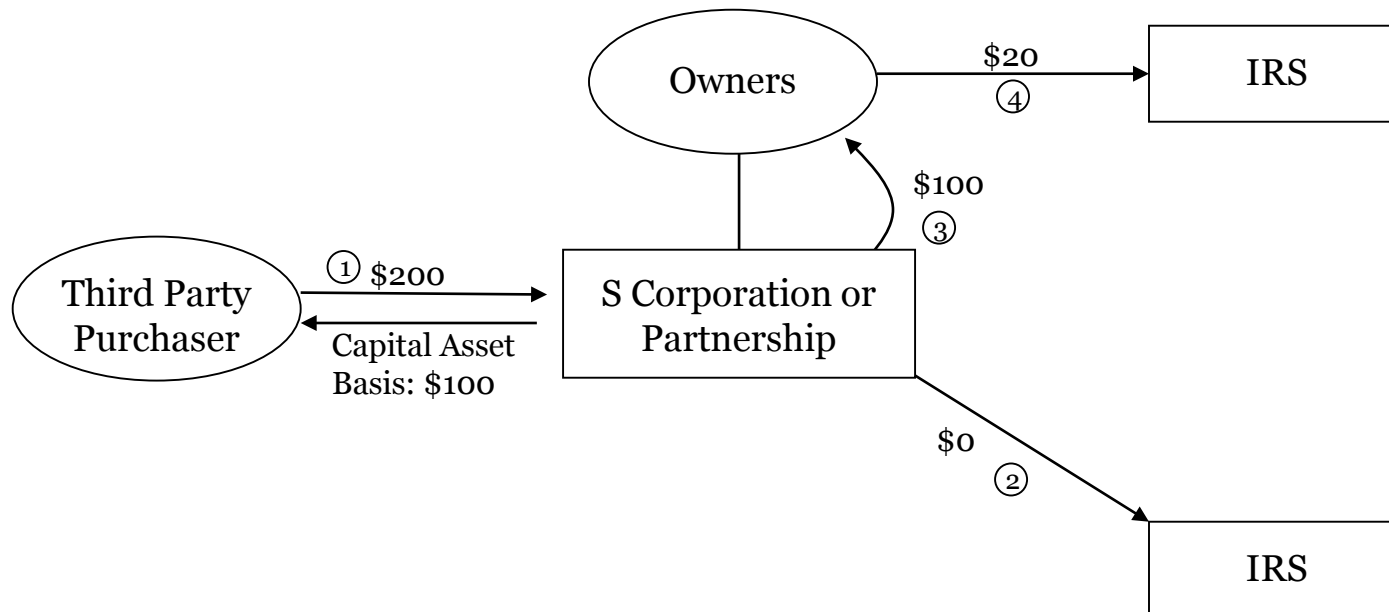 $20
④
Owners
IRS
$100
③
① $200
Third Party
Purchaser
S Corporation or
Partnership
Capital Asset
Basis: $100
$0
②
IRS